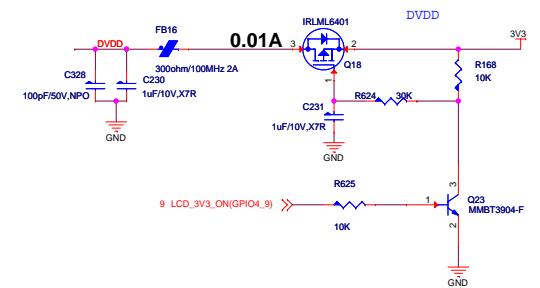 IRLML6401
DVDD
3V3
FB16
DVDD
0.01A
3
2
Q18
R168
10K
C328
C230
300ohm/100MHz 2A
100pF/50V,NPO
1uF/10V,X7R
1
R624
30K
C231
1uF/10V,X7R
GND
GND
R625
3
9 LCD_3V3_ON(GPIO4_9)
1
Q23
MMBT3904-F
10K
2
GND